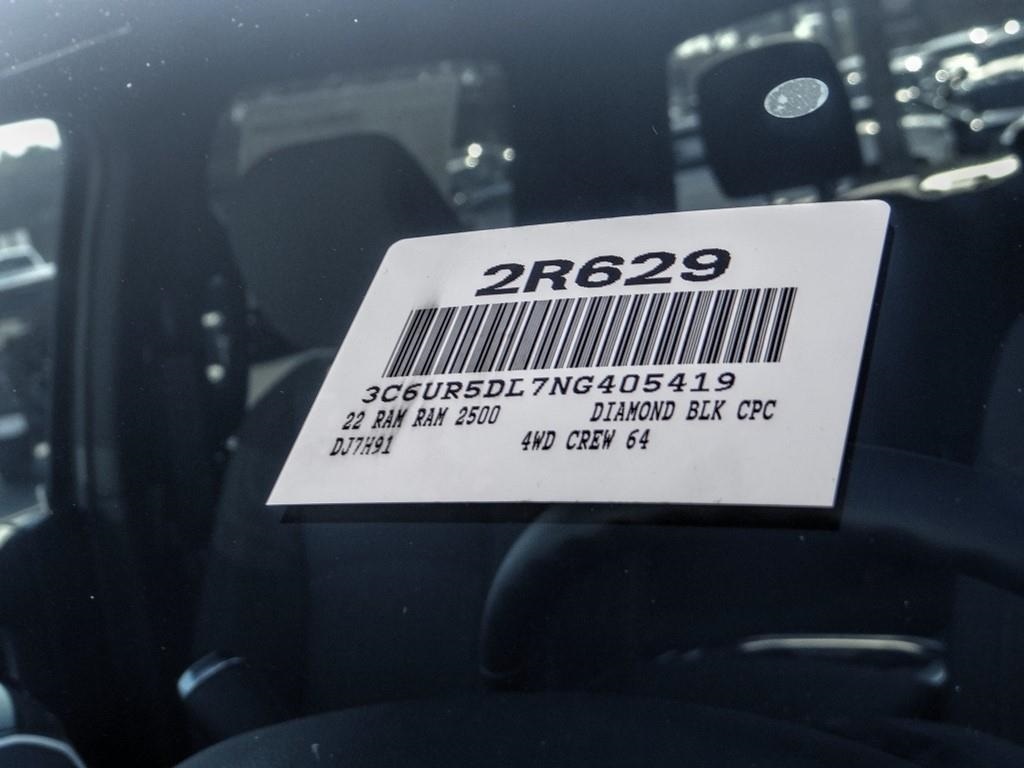 2R629
3C6UR5DL7NG405419
22 RAM RAM 2500 DIAMOND BLK CPC
DJ7H91 4WD CREW 64